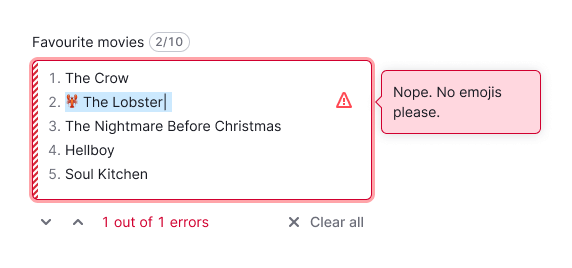 Favourite movies 2/10
1. The Crow
2. 🦞 The Lobster
3. The Nightmare Before Christmas
4. Hellboy
5. Soul Kitchen
Nope. No emojis
please.
1 out of 1 errors
Clear all